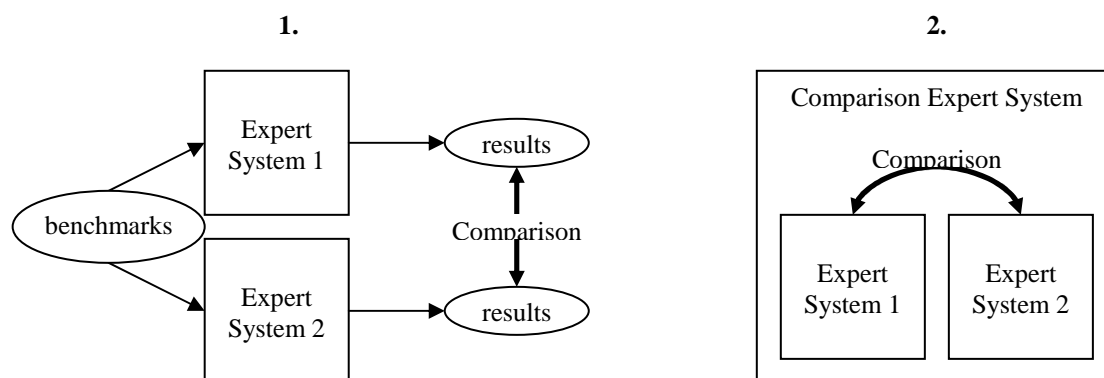 1.
benchmarks
Expert
System 1
results
Comparison
Expert
System 2
results
2.
Comparison Expert System
Comparison
Expert
System 1
Expert
System 2